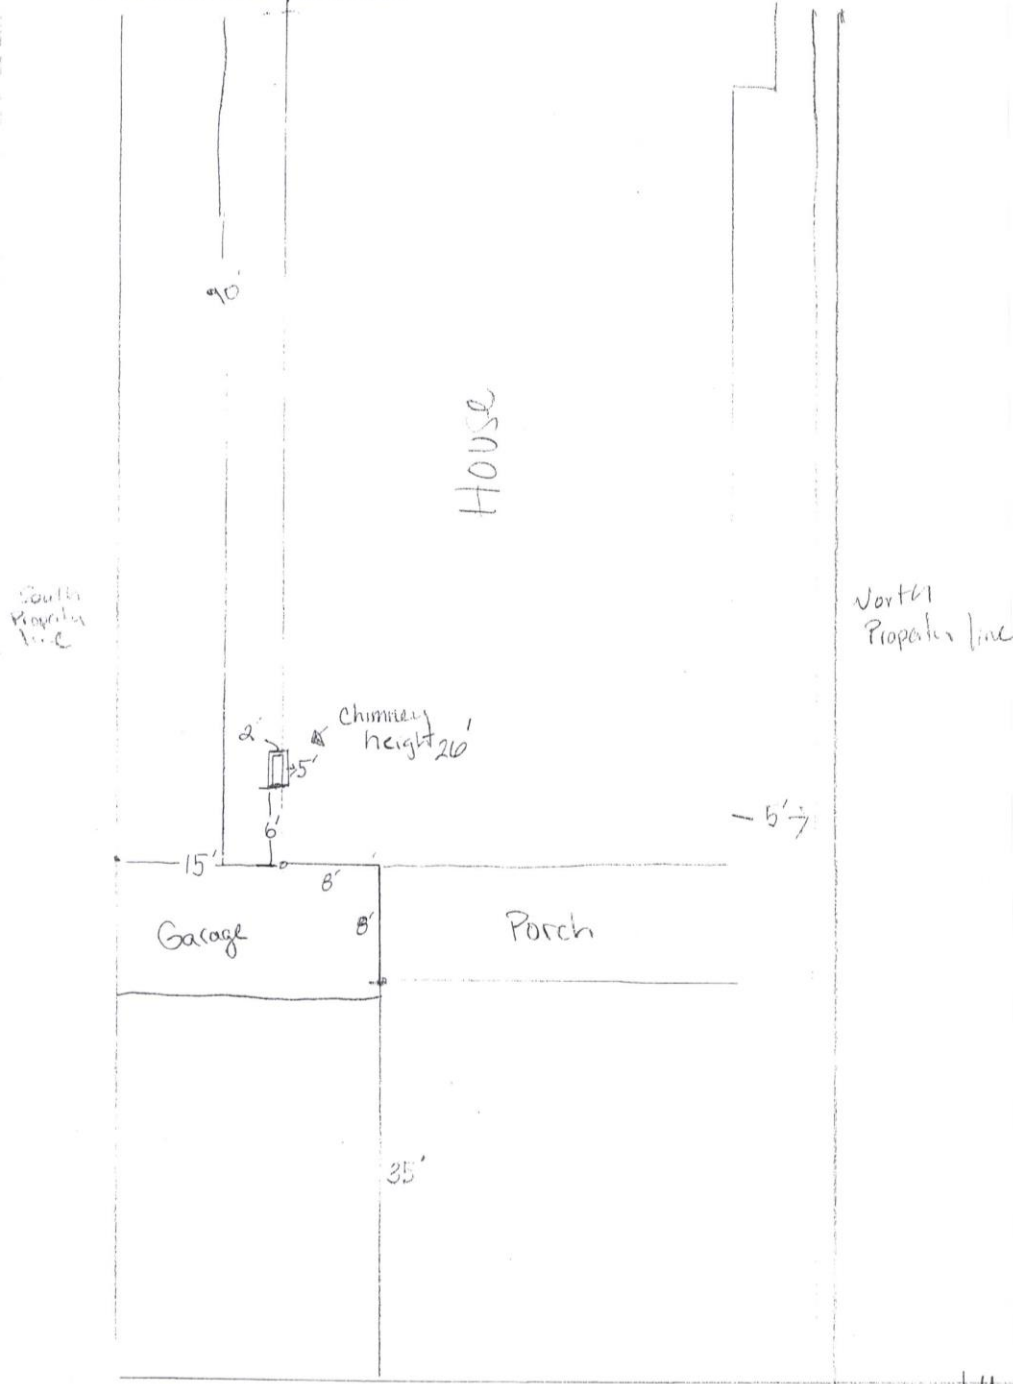 90'
House
South
Property
line
North
Property line
Chimney
height 26'
2'
5'
6'
5'
15'
8'
Garage
8'
Porch
35'